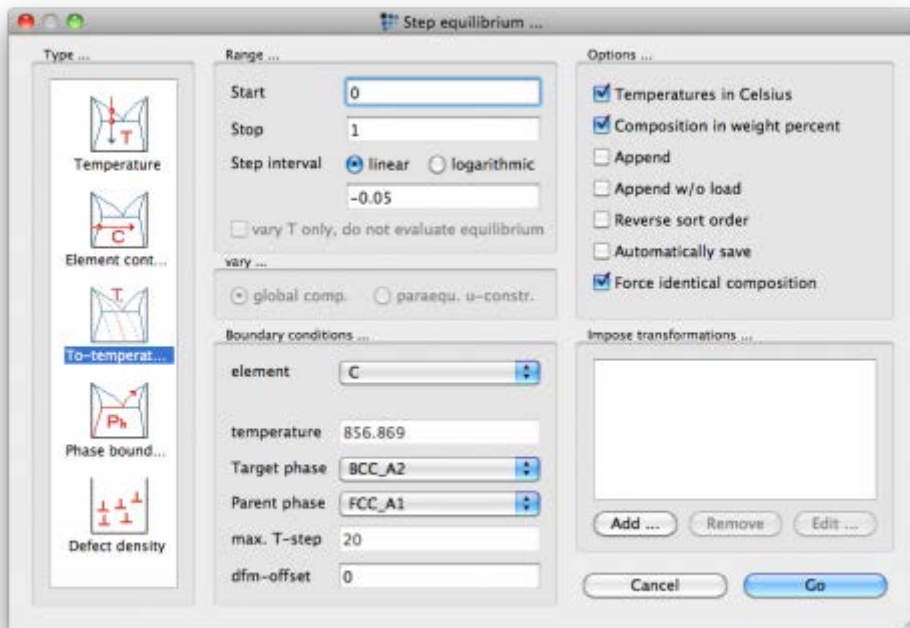 Step equilibrium ...
Type ...
Temperature
Element cont...
To-temperat...
Phase bound...
Defect density
Range ...
Start 0
Stop 1
Step interval linear logarithmic
-0.05
vary T only, do not evaluate equilibrium
vary ...
global comp. paraequ. u-constr.
Boundary conditions ...
element C
temperature 856.869
Target phase BCC_A2
Parent phase FCC_A1
max. T-step 20
dfm-offset 0
Options ...
Temperatures in Celsius
Composition in weight percent
Append
Append w/o load
Reverse sort order
Automatically save
Force identical composition
Impose transformations ...
Add ... Remove Edit ...
Cancel Go
T
C
T.
Ph